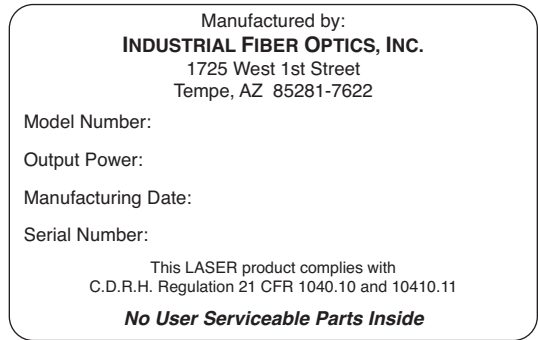 Manufactured by:
INDUSTRIAL FIBER OPTICS, INC.
1725 West 1st Street
Tempe, AZ 85281-7622
Model Number:
Output Power:
Manufacturing Date:
Serial Number:
This LASER product complies with
C.D.R.H. Regulation 21 CFR 1040.10 and 10410.11
No User Serviceable Parts Inside